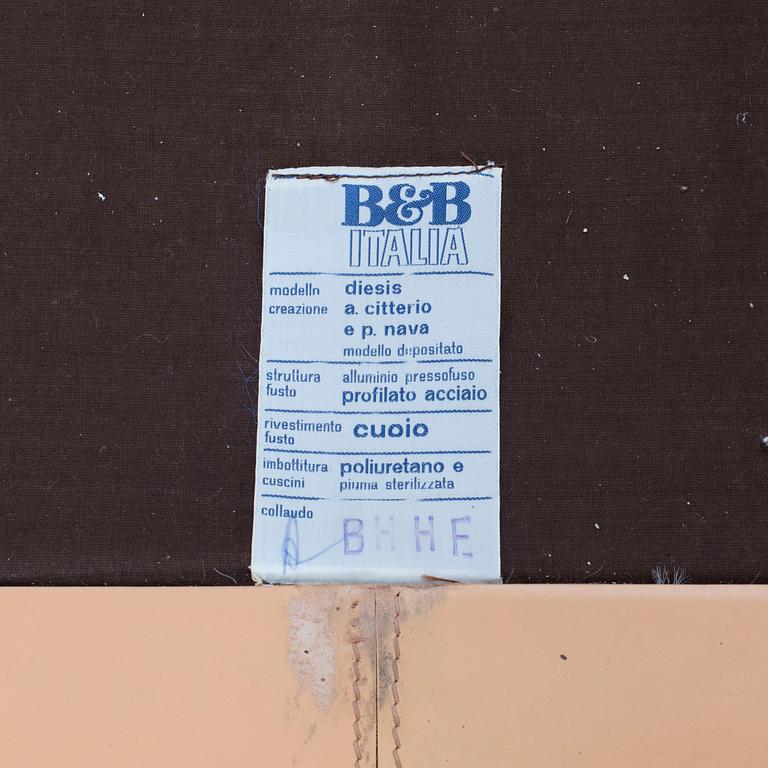 B&B
ITALIA
modello diesis
creazione a. citterio
e p. nava
modello depositato
struttura alluminio pressofuso
fusto profilato acciaio
rivestimento cuoio
fusto
imbottitura poliuretano e
cuscini piuma sterilizzata
collaudo
BHHE